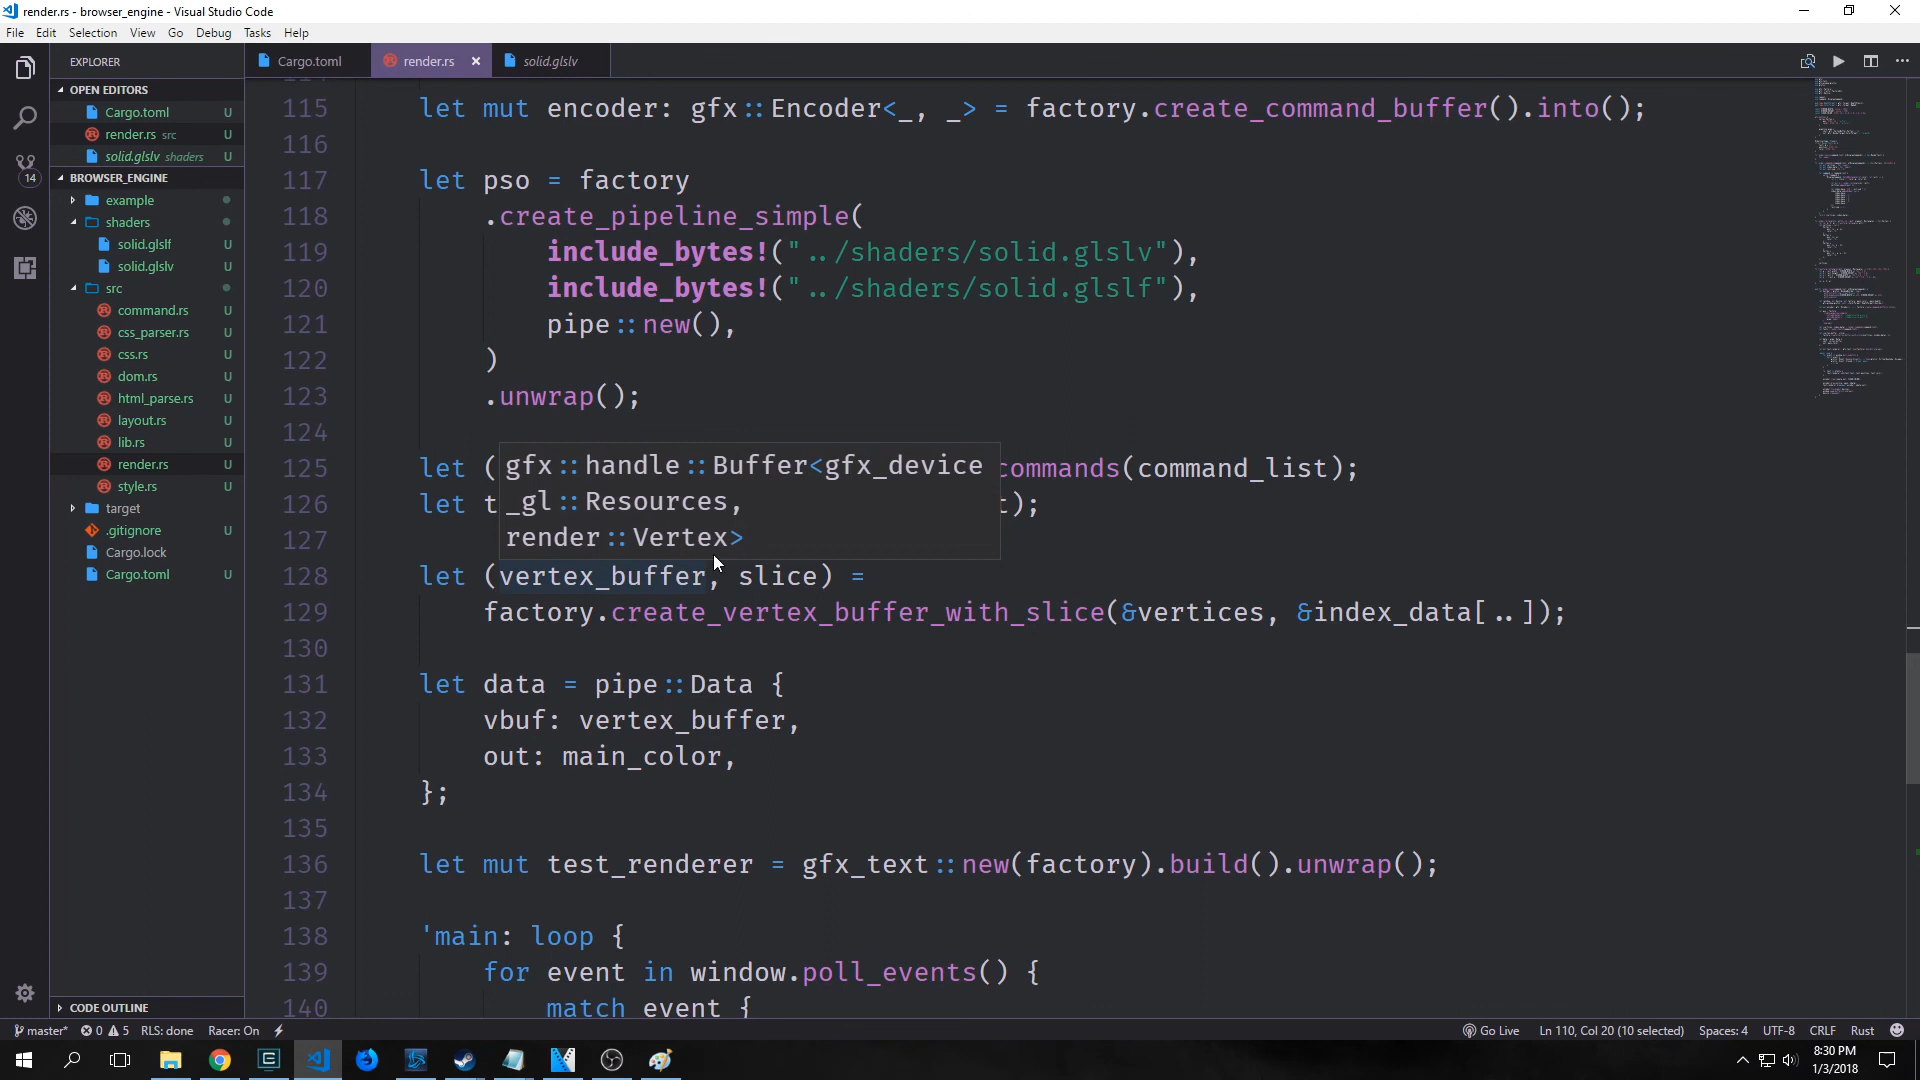 render.rs - browser_engine - Visual Studio Code
File Edit Selection View Go Debug Tasks Help
EXPLORER
OPEN EDITORS
Cargo.toml U
render.rs src U
solid.glslv shaders U
BROWSER_ENGINE
example
shaders
solid.glslf U
solid.glslv U
src
command.rs U
css_parser.rs U
css.rs U
dom.rs U
html_parse.rs U
layout.rs U
lib.rs U
render.rs U
style.rs U
target
.gitignore U
Cargo.lock U
Cargo.toml U
CODE OUTLINE
14
Cargo.toml render.rs × solid.glslv
115 let mut encoder: gfx::Encoder<_, _> = factory.create_command_buffer().into();
116
117 let pso = factory
118 .create_pipeline_simple(
119 include_bytes!("../shaders/solid.glslv"),
120 include_bytes!("../shaders/solid.glslf"),
121 pipe::new(),
122 )
123 .unwrap();
124
gfx::handle::Buffer<gfx_device
_gl::Resources,
render::Vertex>
125 let ( commands(command_list);
126 let t t);
127
128 let (vertex_buffer, slice) =
129 factory.create_vertex_buffer_with_slice(&vertices, &index_data[..]);
130
131 let data = pipe::Data {
132 vbuf: vertex_buffer,
133 out: main_color,
134 };
135
136 let mut test_renderer = gfx_text::new(factory).build().unwrap();
137
138 'main: loop {
139 for event in window.poll_events() {
140 match event {
master* 0 5 RLS: done Racer: On Go Live Ln 110, Col 20 (10 selected) Spaces: 4 UTF-8 CRLF Rust
8:30 PM
1/3/2018